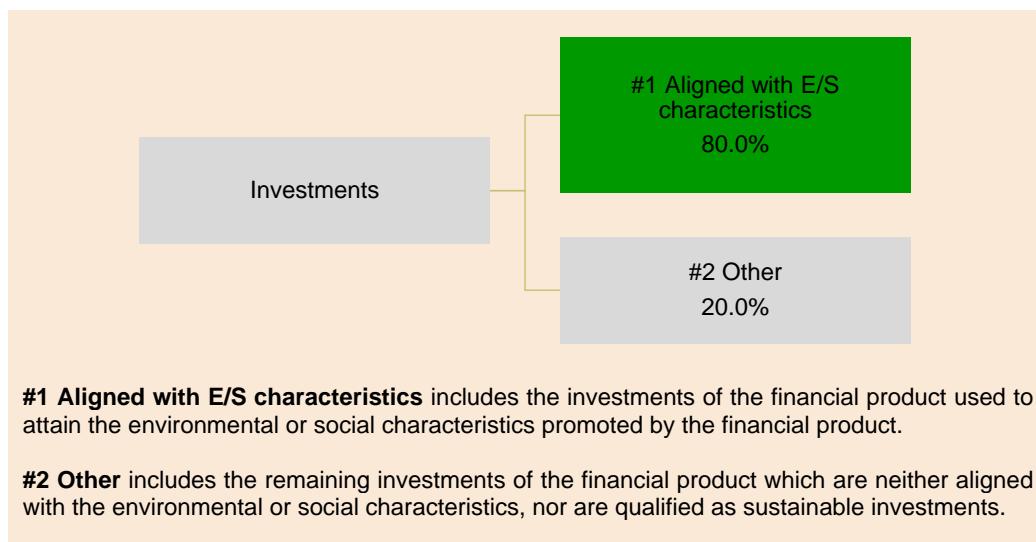 #1 Aligned with E/S
characteristics
80.0%
Investments
#2 Other
20.0%
#1 Aligned with E/S characteristics includes the investments of the financial product used to
attain the environmental or social characteristics promoted by the financial product.
#2 Other includes the remaining investments of the financial product which are neither aligned
with the environmental or social characteristics, nor are qualified as sustainable investments.